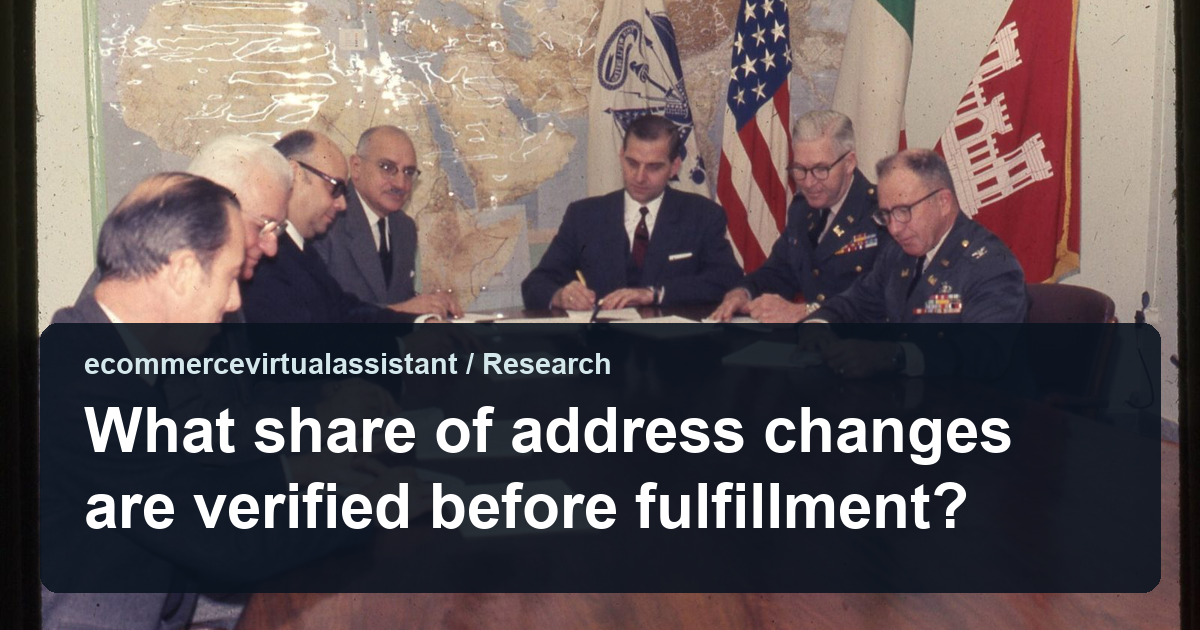 ecommercevirtualassistant / Research
What share of address changes
are verified before fulfillment?